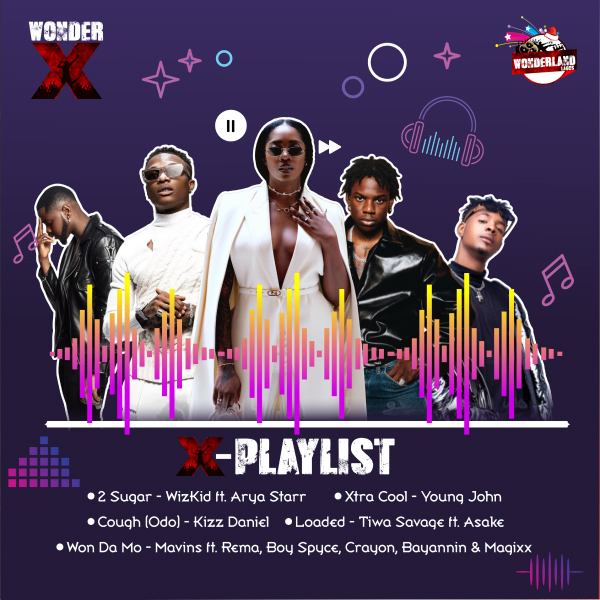 WONDER
X
WONDERLAND
LAGOS
X-PLAYLIST
2 Sugar - WizKid ft. Arya Starr
Xtra Cool - Young John
Cough (Odo) - Kizz Daniel
Loaded - Tiwa Savage ft. Asake
Won Da Mo - Mavins ft. Rema, Boy Spyce, Crayon, Bayannin & Magixx